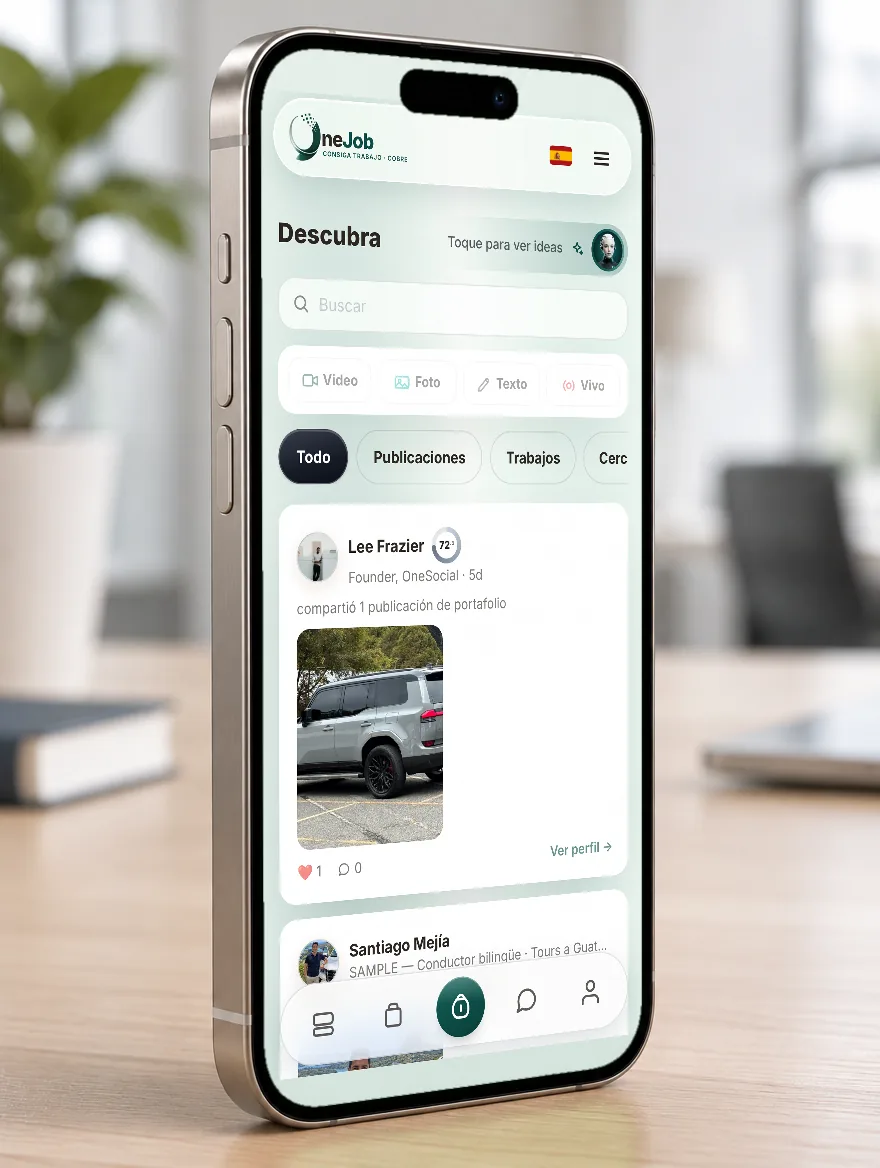 OneJob
CONSIGA TRABAJO · COBRE
Descubra
Toque para ver ideas
Buscar
Video
Foto
Texto
Vivo
Todo
Publicaciones
Trabajos
Cerc
Lee Frazier
72
Founder, OneSocial · 5d
compartió 1 publicación de portafolio
Ver perfil →
1
0
Santiago Mejía
SAMPLE — Conductor bilingüe · Tours a Guat...